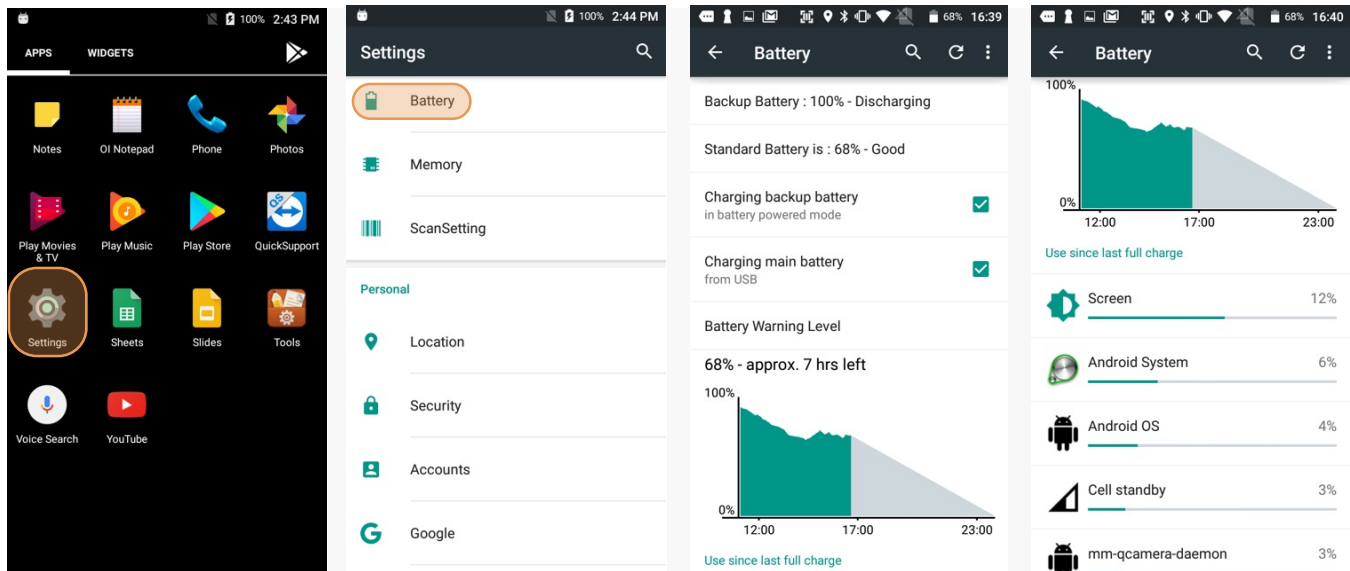 100% 2:43 PM
APPS WIDGETS
Notes OI Notepad Phone Photos
Play Movies Play Music Play Store QuickSupport
& TV
Settings Sheets Slides Tools
Voice Search YouTube
100% 2:44 PM
Settings
Battery
Memory
ScanSetting
Personal
Location
Security
Accounts
Google
68% 16:39
Battery
Backup Battery : 100% - Discharging
Standard Battery is : 68% - Good
Charging backup battery
in battery powered mode
Charging main battery
from USB
Battery Warning Level
68% - approx. 7 hrs left
100%
0%
12:00 17:00 23:00
Use since last full charge
68% 16:40
Battery
100%
0%
12:00 17:00 23:00
Use since last full charge
Screen 12%
Android System 6%
Android OS 4%
Cell standby 3%
mm-qcamera-daemon 3%